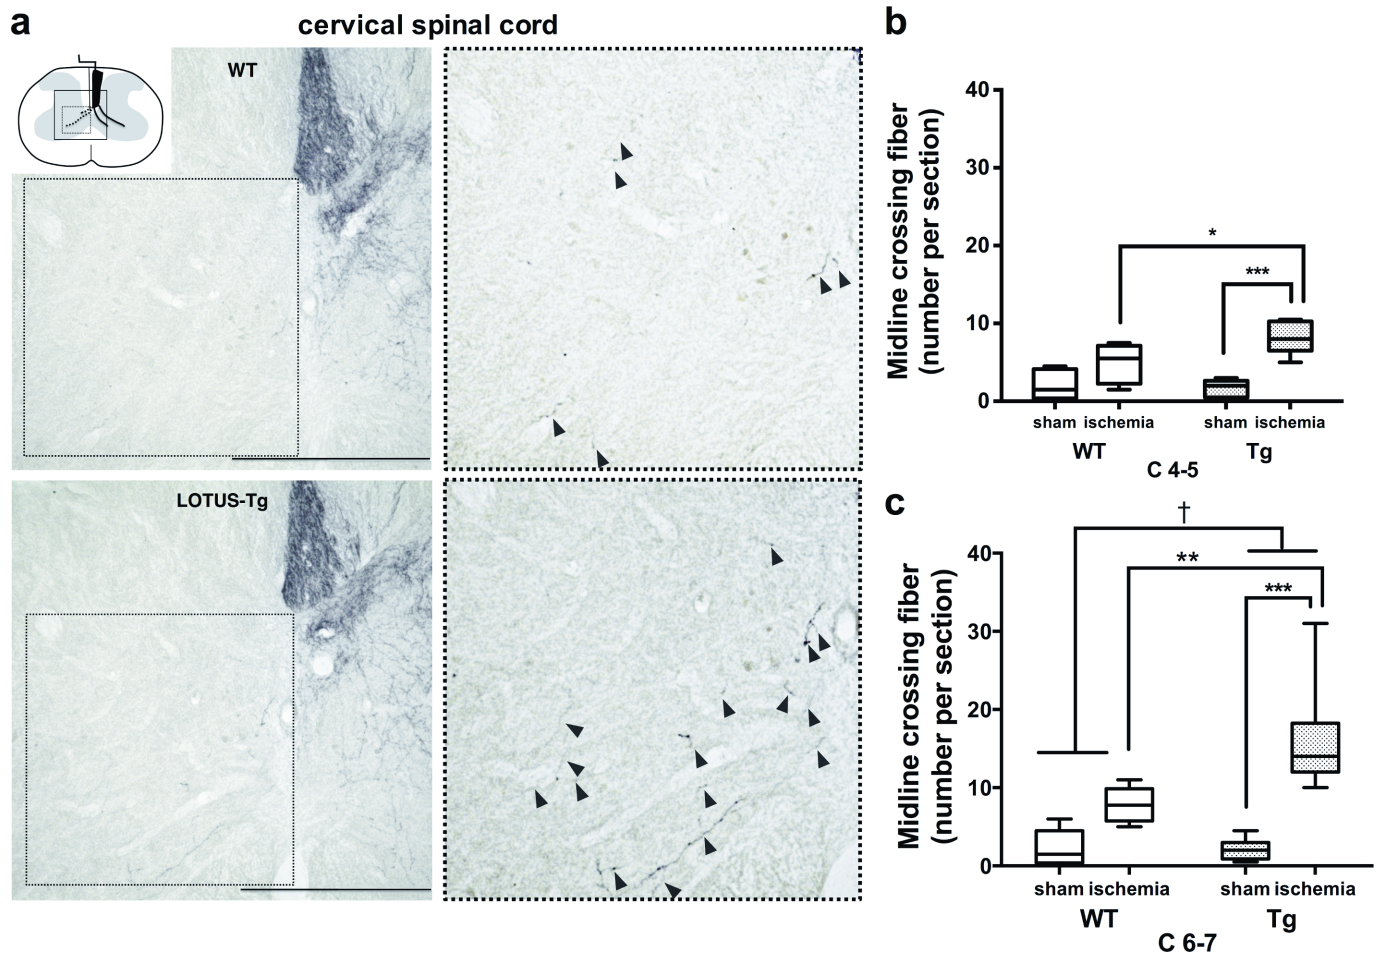 a
cervical spinal cord
WT
LOTUS-Tg
b
Midline crossing fiber
(number per section)
40
30
20
10
0
*
***
sham ischemia
sham ischemia
WT
Tg
C 4-5
c
Midline crossing fiber
(number per section)
40
30
20
10
0
†
**
***
sham ischemia
sham ischemia
WT
Tg
C 6-7